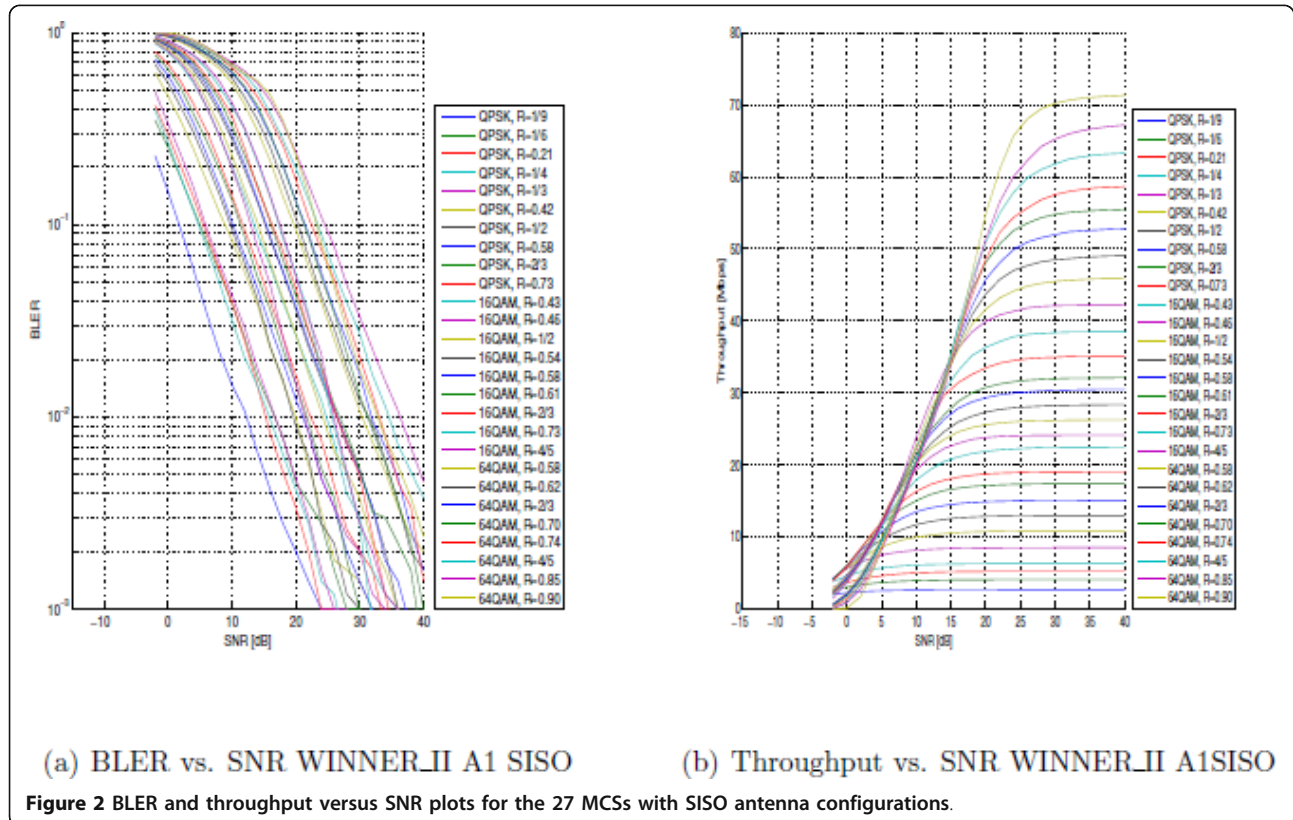 10^0
10^-1
10^-2
10^-3
BLER
-10
0
10
20
30
40
SNR [dB]
QPSK, R=1/9
QPSK, R=1/6
QPSK, R=0.21
QPSK, R=1/4
QPSK, R=1/3
QPSK, R=0.42
QPSK, R=1/2
QPSK, R=0.58
QPSK, R=2/3
QPSK, R=0.73
16QAM, R=0.43
16QAM, R=0.46
16QAM, R=1/2
16QAM, R=0.54
16QAM, R=0.58
16QAM, R=0.61
16QAM, R=2/3
16QAM, R=0.73
16QAM, R=4/5
64QAM, R=0.58
64QAM, R=0.62
64QAM, R=2/3
64QAM, R=0.70
64QAM, R=0.74
64QAM, R=4/5
64QAM, R=0.85
64QAM, R=0.90
80
70
60
50
40
30
20
10
0
Throughput [Mbps]
-15
-10
-5
0
5
10
15
20
25
30
35
40
SNR [dB]
QPSK, R=1/9
QPSK, R=1/6
QPSK, R=0.21
QPSK, R=1/4
QPSK, R=1/3
QPSK, R=0.42
QPSK, R=1/2
QPSK, R=0.58
QPSK, R=2/3
QPSK, R=0.73
16QAM, R=0.43
16QAM, R=0.46
16QAM, R=1/2
16QAM, R=0.54
16QAM, R=0.58
16QAM, R=0.61
16QAM, R=2/3
16QAM, R=0.73
16QAM, R=4/5
64QAM, R=0.58
64QAM, R=0.62
64QAM, R=2/3
64QAM, R=0.70
64QAM, R=0.74
64QAM, R=4/5
64QAM, R=0.85
64QAM, R=0.90
(a) BLER vs. SNR WINNER_II A1 SISO
(b) Throughput vs. SNR WINNER_II A1SISO
Figure 2 BLER and throughput versus SNR plots for the 27 MCSs with SISO antenna configurations.